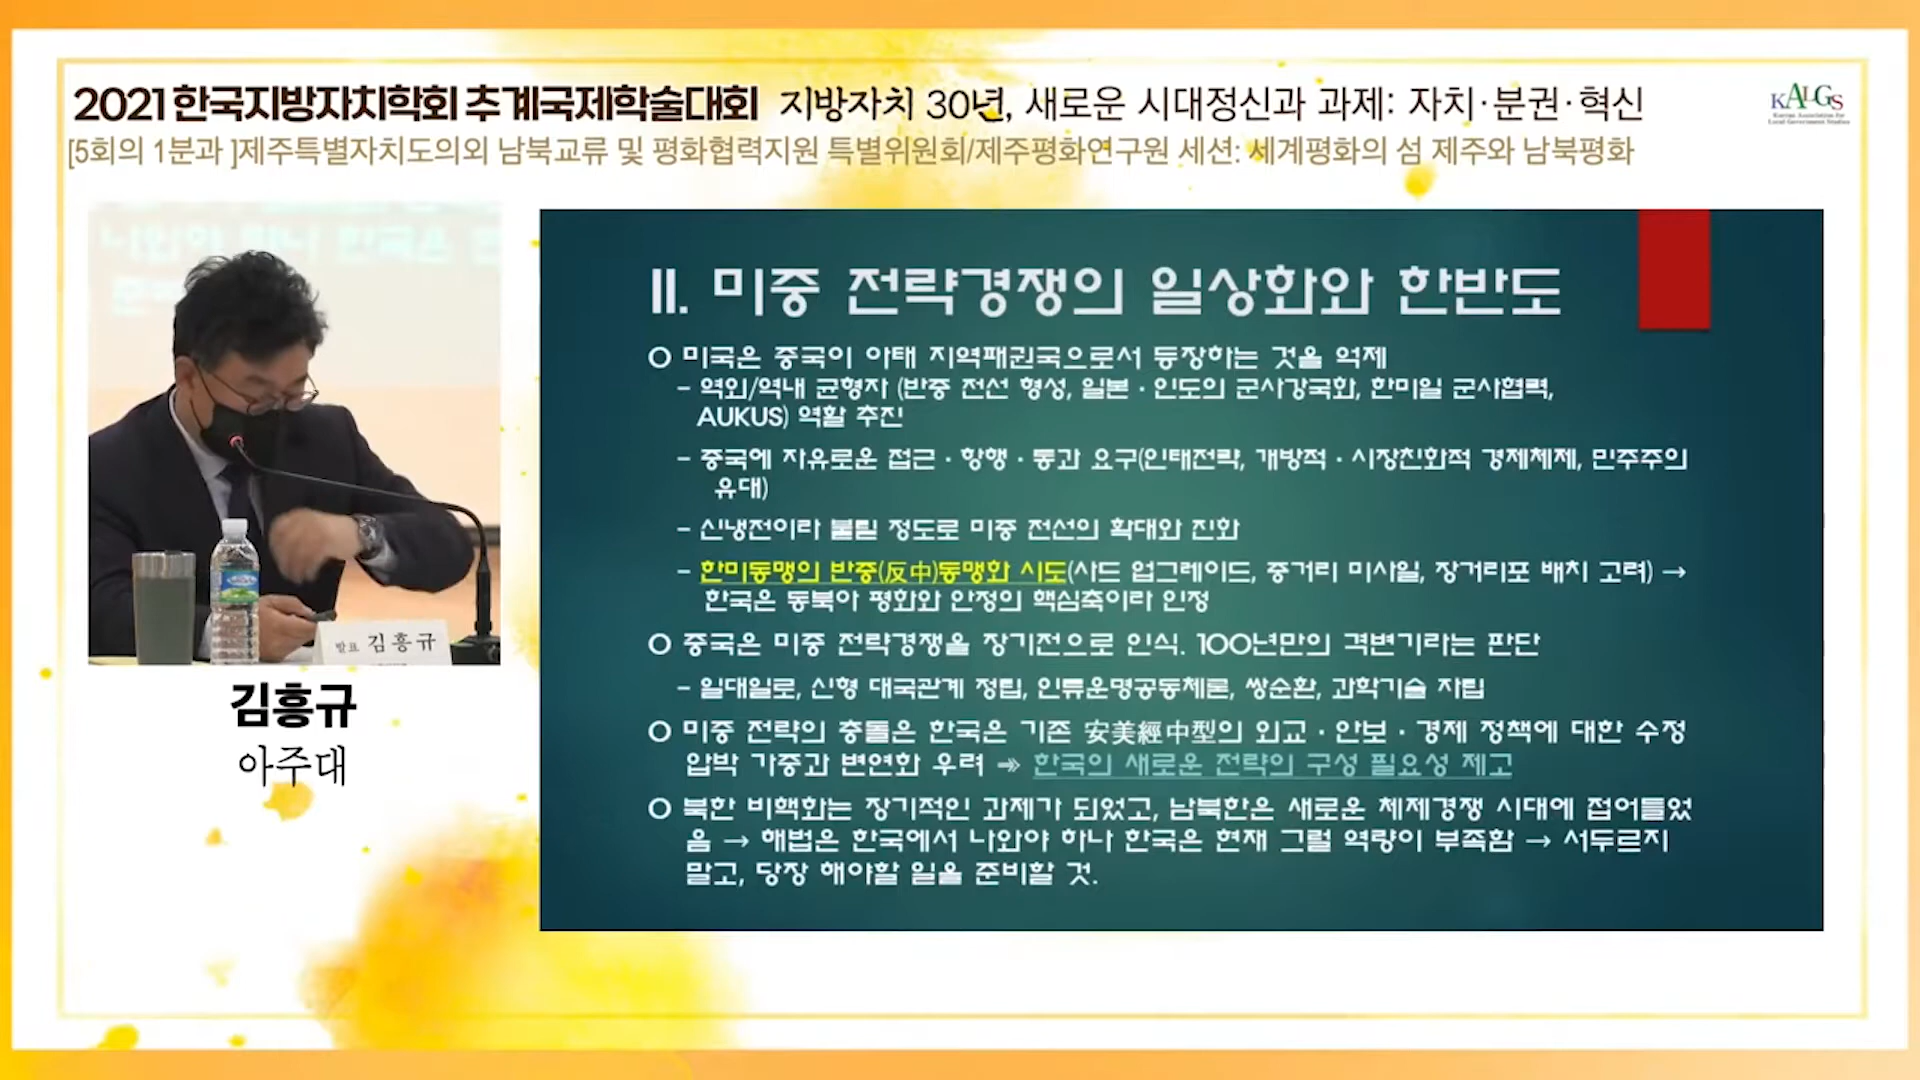 2021 한국지방자치학회 추계국제학술대회 지방자치 30년, 새로운 시대정신과 과제: 자치·분권·혁신
KALGS
Korean Association for
Local Government Studies
[5회의 1분과 ]제주특별자치도의외 남북교류 및 평화협력지원 특별위원회/제주평화연구원 세션: 세계평화의 섬 제주와 남북평화
발표 김흥규
김흥규
아주대
II. 미중 전략경쟁의 일상화와 한반도
O 미국은 중국이 아태 지역패권국으로서 등장하는 것을 억제
- 역외/역내 균형자 (반중 전선 형성, 일본·인도의 군사강국화, 한미일 군사협력,
AUKUS) 역활 추진
- 중국에 자유로운 접근·항행·통과 요구(인태전략, 개방적·시장친화적 경제체제, 민주주의
유대)
- 신냉전이라 불릴 정도로 미중 전선의 확대와 진화
- 한미동맹의 반중(反中)동맹화 시도(사드 업그레이드, 중거리 미사일, 장거리포 배치 고려) →
한국은 동북아 평화와 안정의 핵심축이라 인정
O 중국은 미중 전략경쟁을 장기전으로 인식. 100년만의 격변기라는 판단
- 일대일로, 신형 대국관계 정립, 인류운명공동체론, 쌍순환, 과학기술 자립
O 미중 전략의 충돌은 한국은 기존 安美經中型의 외교·안보·경제 정책에 대한 수정
압박 가중과 변연화 우려 → 한국의 새로운 전략의 구성 필요성 제고
O 북한 비핵화는 장기적인 과제가 되었고, 남북한은 새로운 체제경쟁 시대에 접어들었
음 → 해법은 한국에서 나와야 하나 한국은 현재 그럴 역량이 부족함 → 서두르지
말고, 당장 해야할 일을 준비할 것.